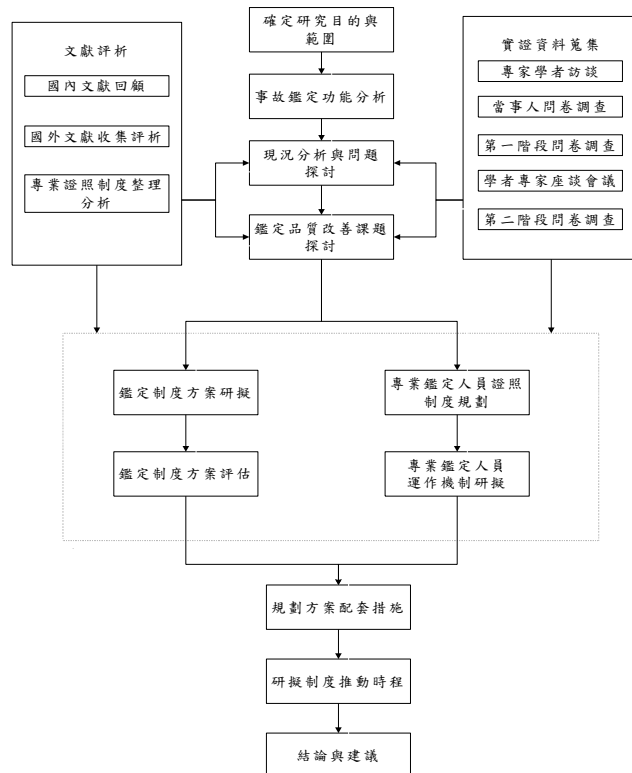 文獻評析
國內文獻回顧
國外文獻收集評析
專業證照制度整理
分析
確定研究目的與
範圍
事故鑑定功能分析
現況分析與問題
探討
鑑定品質改善課題
探討
實證資料蒐集
專家學者訪談
當事人問卷調查
第一階段問卷調查
學者專家座談會議
第二階段問卷調查
鑑定制度方案研擬
鑑定制度方案評估
專業鑑定人員證照
制度規劃
專業鑑定人員
運作機制研擬
規劃方案配套措施
研擬制度推動時程
結論與建議